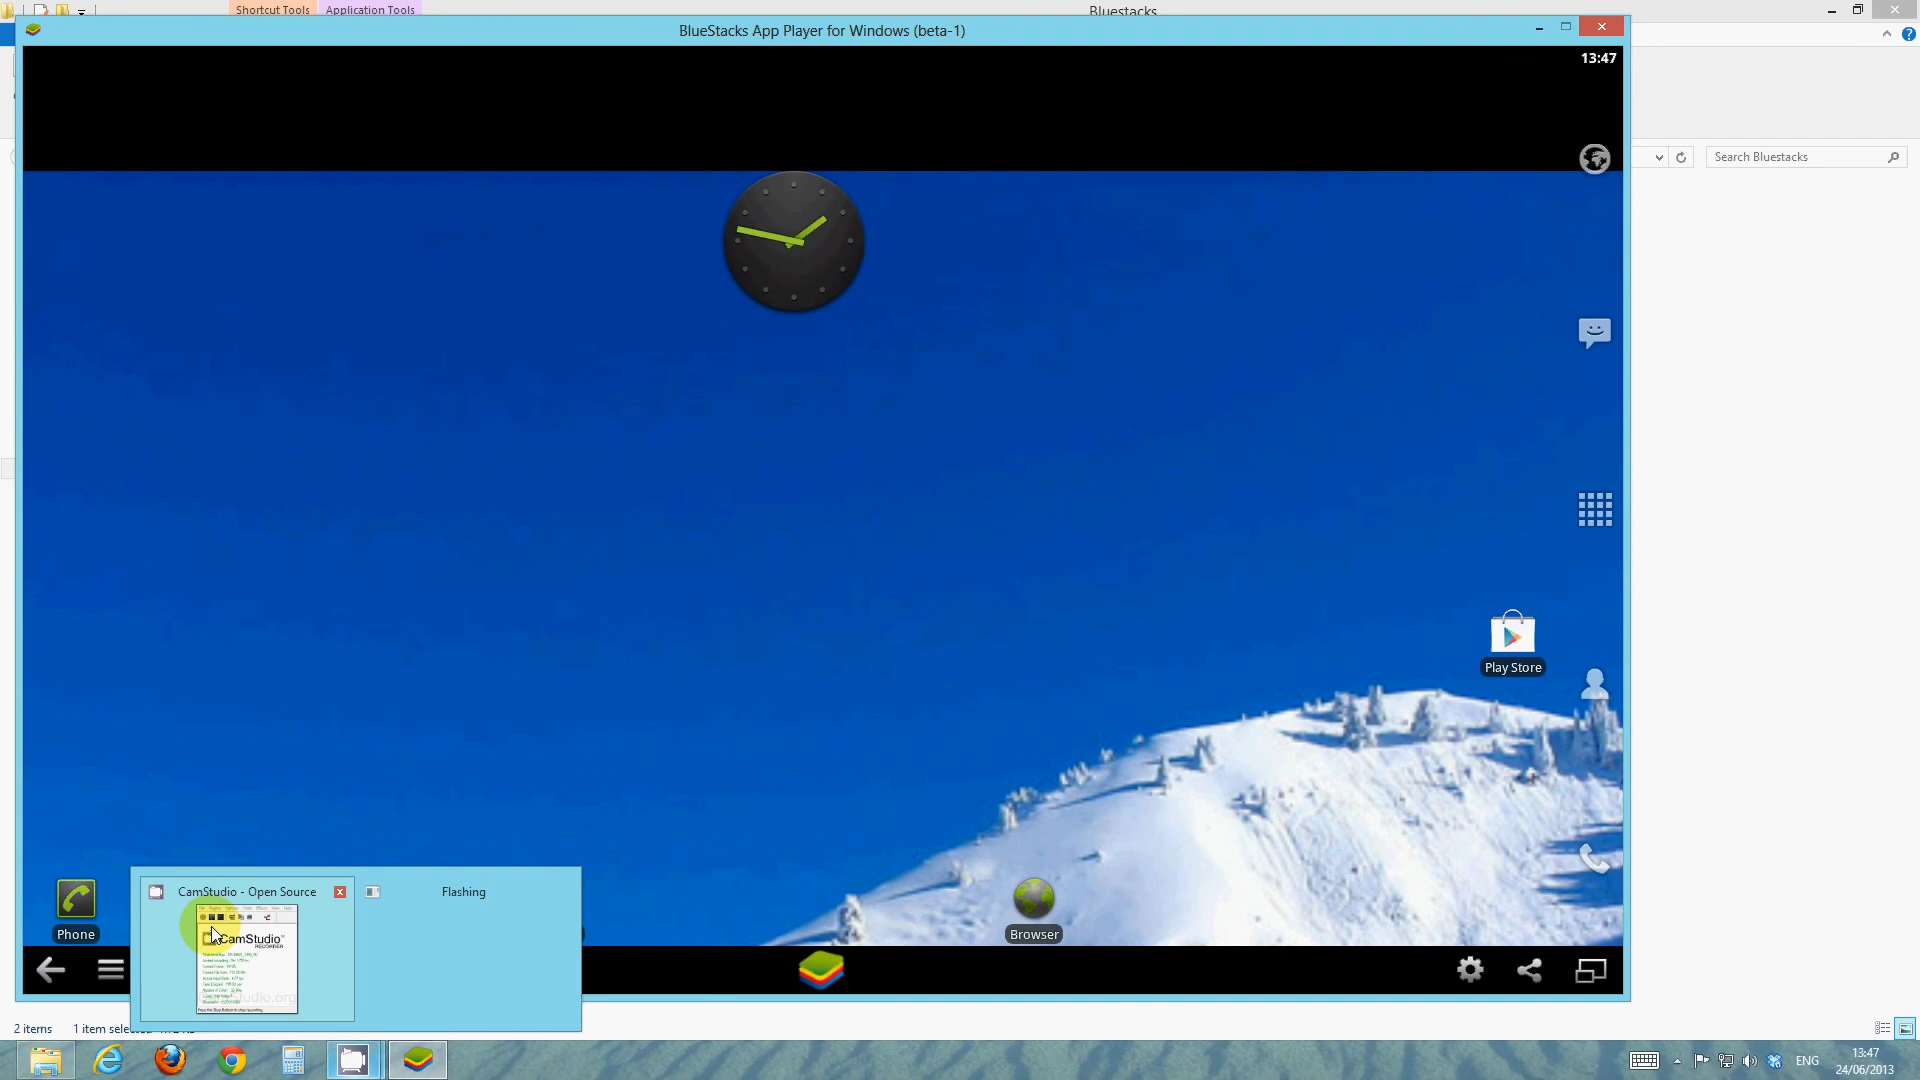 Shortcut Tools
Application Tools
Bluestacks
BlueStacks App Player for Windows (beta-1)
13:47
Search Bluestacks
Play Store
CamStudio - Open Source
Flashing
CamStudio
Phone
Browser
2 items
1 item selec
ENG
13:47
24/06/2013